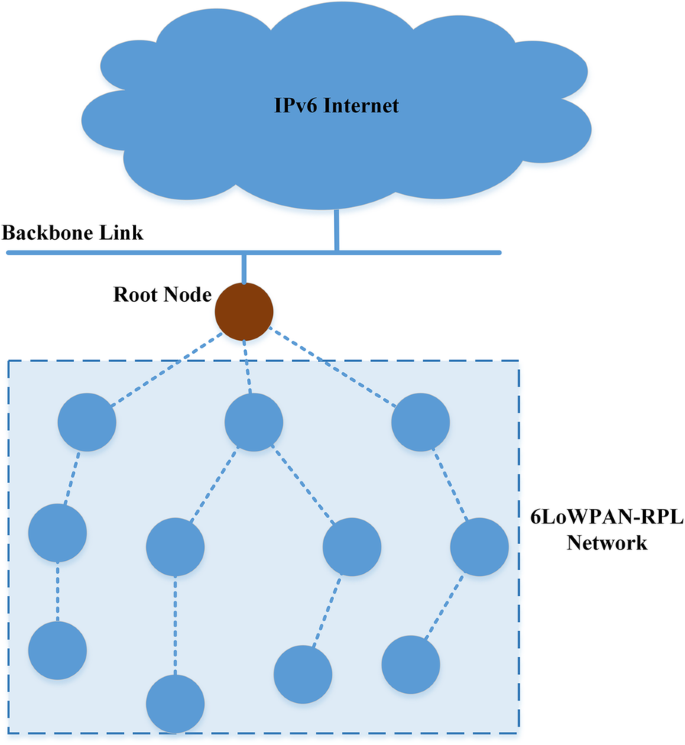 IPv6 Internet
Backbone Link
Root Node
6LoWPAN-RPL
Network